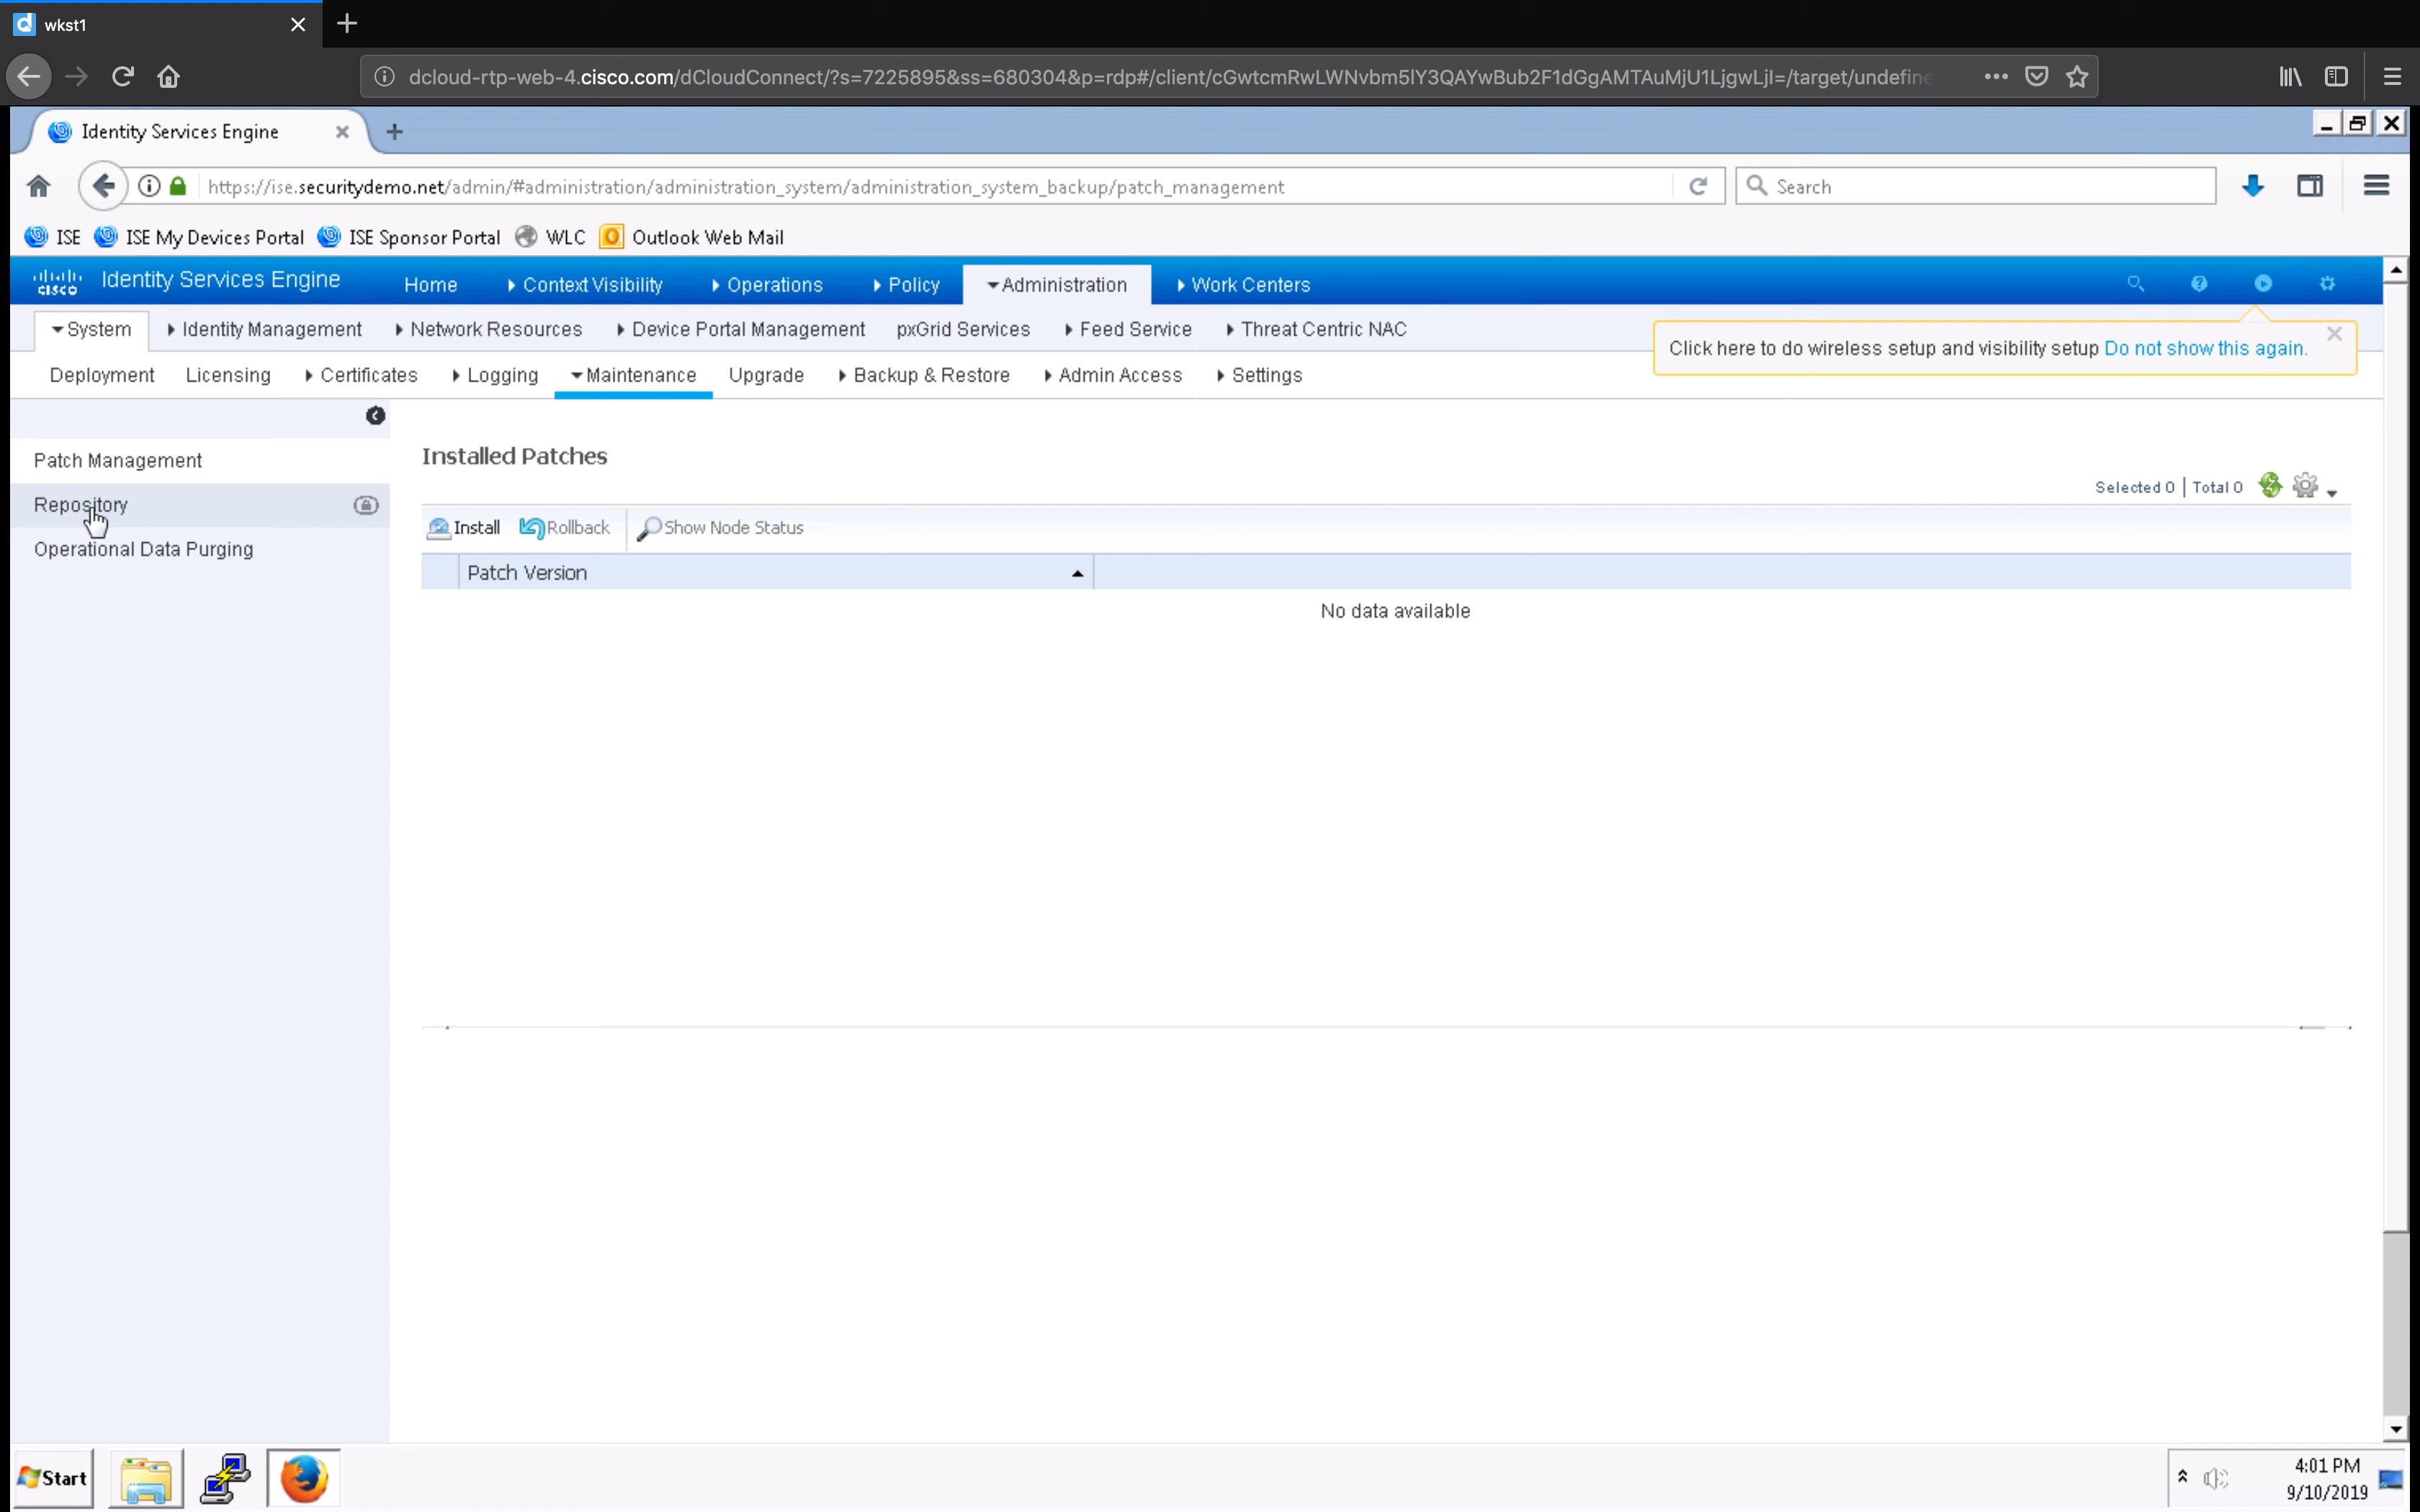 wkst1
dcloud-rtp-web-4.cisco.com/dCloudConnect/?s=7225895&ss=680304&p=rdp#/client/
Identity Services Engine
https://ise.securitydemo.net/admin/#administration/administration_system/administration_system_backup/patch_management
Search
ISE ISE My Devices Portal ISE Sponsor Portal WLC Outlook Web Mail
CISCO Identity Services Engine Home Context Visibility Operations Policy Administration Work Centers
System Identity Management Network Resources Device Portal Management pxGrid Services Feed Service Threat Centric NAC
Click here to do wireless setup and visibility setup Do not show this again.
Deployment Licensing Certificates Logging Maintenance Upgrade Backup & Restore Admin Access Settings
Patch Management
Repository
Operational Data Purging
Installed Patches
Selected 0 | Total 0
Install Rollback Show Node Status
Patch Version
No data available
Start
4:01 PM
9/10/2019